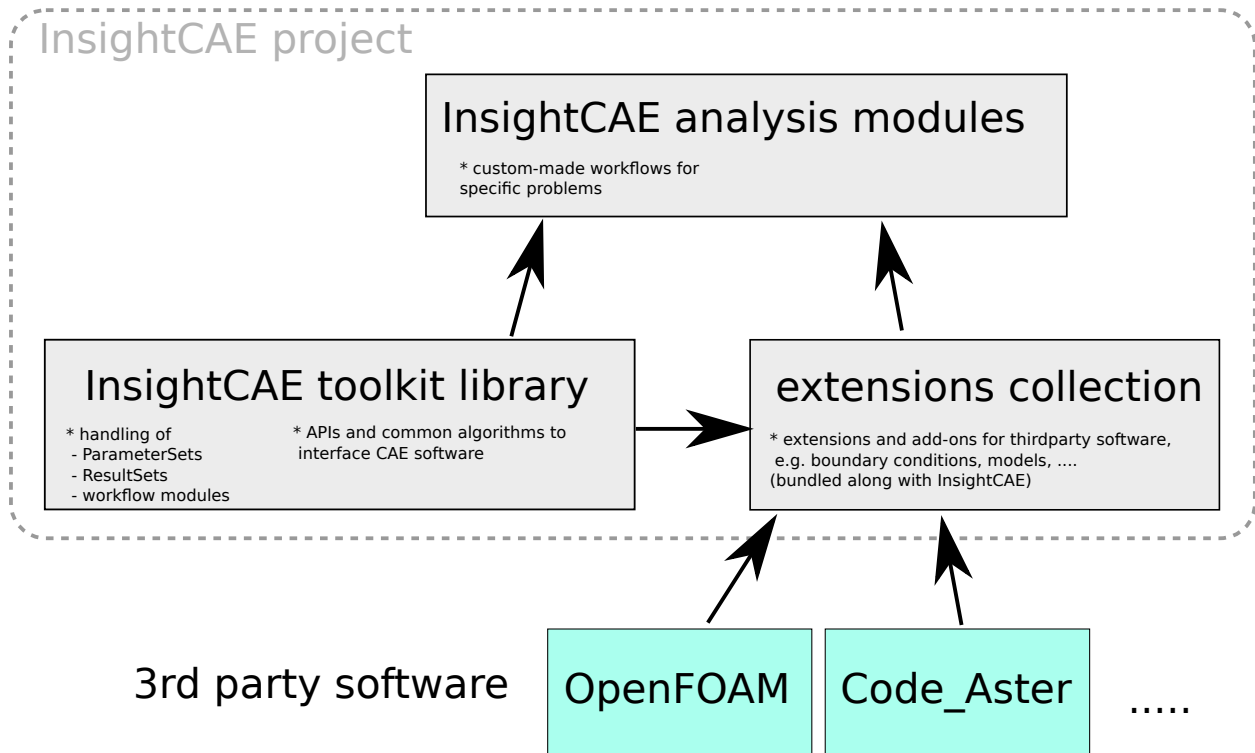 InsightCAE project
InsightCAE analysis modules
* custom-made workflows for
specific problems
InsightCAE toolkit library
* handling of
- ParameterSets
- ResultSets
- workflow modules
* APIs and common algorithms to
interface CAE software
extensions collection
* extensions and add-ons for thirdparty software,
e.g. boundary conditions, models, ....
(bundled along with InsightCAE)
3rd party software
OpenFOAM
Code_Aster
.....